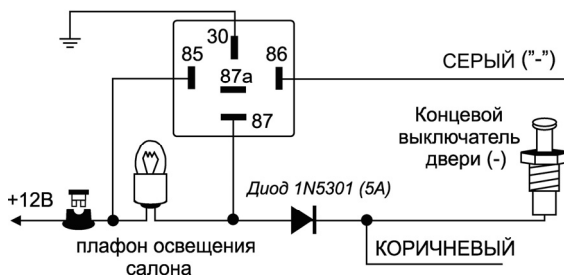 30
85
86
87a
87
СЕРЫЙ ("-")
Концевой
выключатель
двери (-)
+12В
Диод 1N5301 (5А)
плафон освещения
салона
КОРИЧНЕВЫЙ